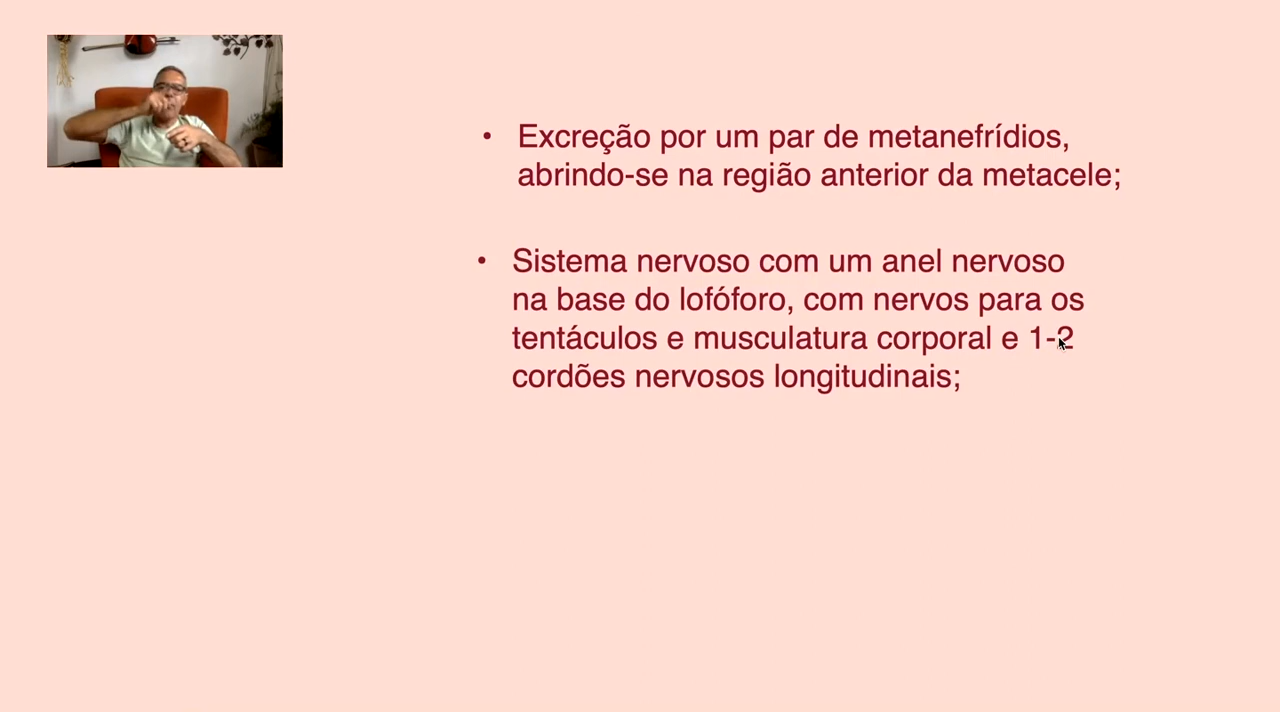 • Excreção por um par de metanefrídios,
abrindo-se na região anterior da metacele;
• Sistema nervoso com um anel nervoso
na base do lofóforo, com nervos para os
tentáculos e musculatura corporal e 1-2
cordões nervosos longitudinais;